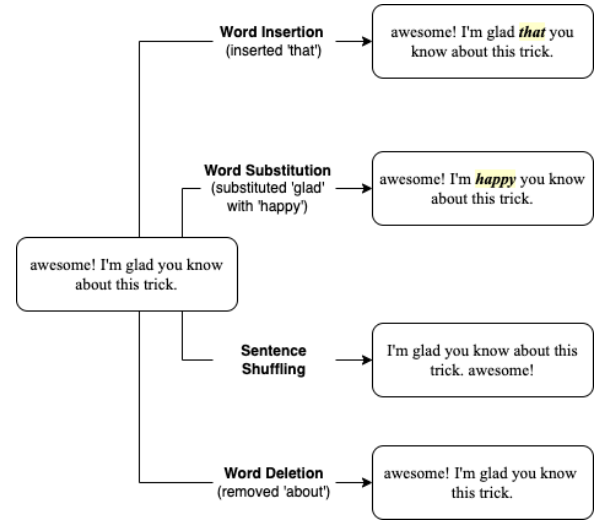 Word Insertion
(inserted 'that')
awesome! I'm glad that you
know about this trick.
Word Substitution
(substituted 'glad'
with 'happy')
awesome! I'm happy you know
about this trick.
awesome! I'm glad you know
about this trick.
Sentence
Shuffling
I'm glad you know about this
trick. awesome!
Word Deletion
(removed 'about')
awesome! I'm glad you know
this trick.